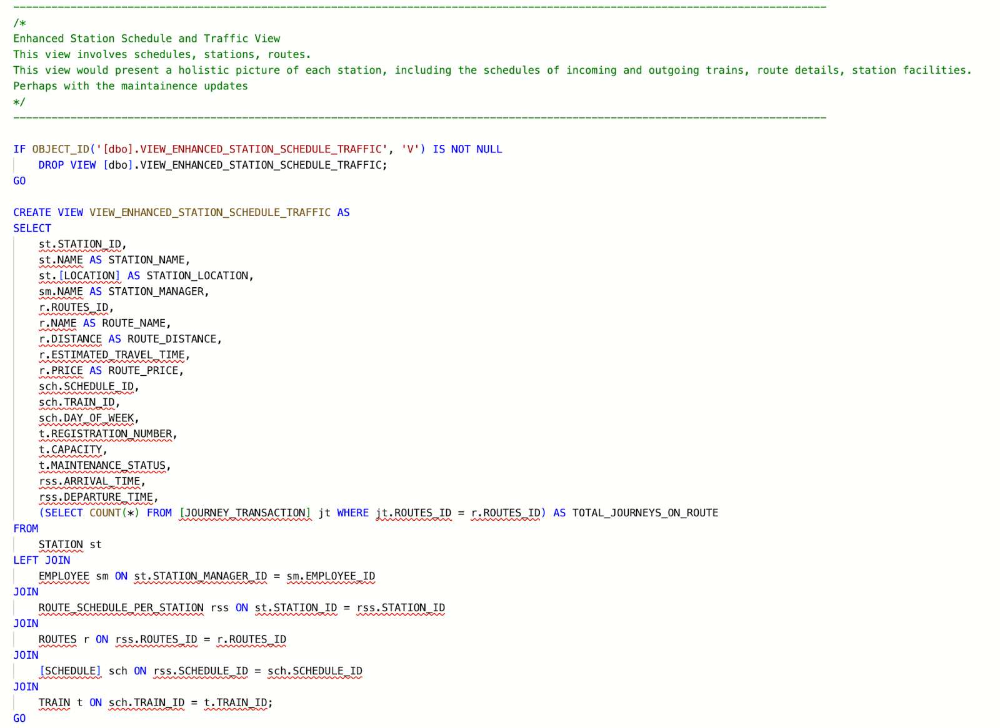 --------------------------------------------------------------------------------------------------------------------------------
/*
Enhanced Station Schedule and Traffic View
This view involves schedules, stations, routes.
This view would present a holistic picture of each station, including the schedules of incoming and outgoing trains, route details, station facilities.
Perhaps with the maintainence updates
*/
--------------------------------------------------------------------------------------------------------------------------------
IF OBJECT_ID('[dbo].VIEW_ENHANCED_STATION_SCHEDULE_TRAFFIC', 'V') IS NOT NULL
    DROP VIEW [dbo].VIEW_ENHANCED_STATION_SCHEDULE_TRAFFIC;
GO
CREATE VIEW VIEW_ENHANCED_STATION_SCHEDULE_TRAFFIC AS
SELECT
    st.STATION_ID,
    st.NAME AS STATION_NAME,
    st.[LOCATION] AS STATION_LOCATION,
    sm.NAME AS STATION_MANAGER,
    r.ROUTES_ID,
    r.NAME AS ROUTE_NAME,
    r.DISTANCE AS ROUTE_DISTANCE,
    r.ESTIMATED_TRAVEL_TIME,
    r.PRICE AS ROUTE_PRICE,
    sch.SCHEDULE_ID,
    sch.TRAIN_ID,
    sch.DAY_OF_WEEK,
    t.REGISTRATION_NUMBER,
    t.CAPACITY,
    t.MAINTENANCE_STATUS,
    rss.ARRIVAL_TIME,
    rss.DEPARTURE_TIME,
    (SELECT COUNT(*) FROM [JOURNEY_TRANSACTION] jt WHERE jt.ROUTES_ID = r.ROUTES_ID) AS TOTAL_JOURNEYS_ON_ROUTE
FROM
    STATION st
LEFT JOIN
    EMPLOYEE sm ON st.STATION_MANAGER_ID = sm.EMPLOYEE_ID
JOIN
    ROUTE_SCHEDULE_PER_STATION rss ON st.STATION_ID = rss.STATION_ID
JOIN
    ROUTES r ON rss.ROUTES_ID = r.ROUTES_ID
JOIN
    [SCHEDULE] sch ON rss.SCHEDULE_ID = sch.SCHEDULE_ID
JOIN
    TRAIN t ON sch.TRAIN_ID = t.TRAIN_ID;
GO